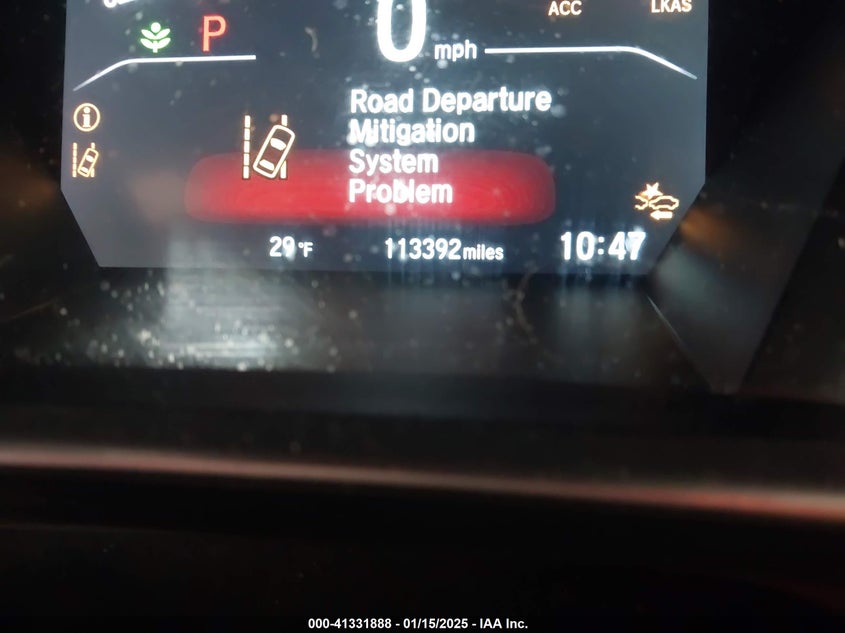 ACC
LKAS
P
0
mph
Road Departure
Mitigation
System
Problem
29°F
113392 miles
10:47
000-41331888 - 01/15/2025 - IAA Inc.